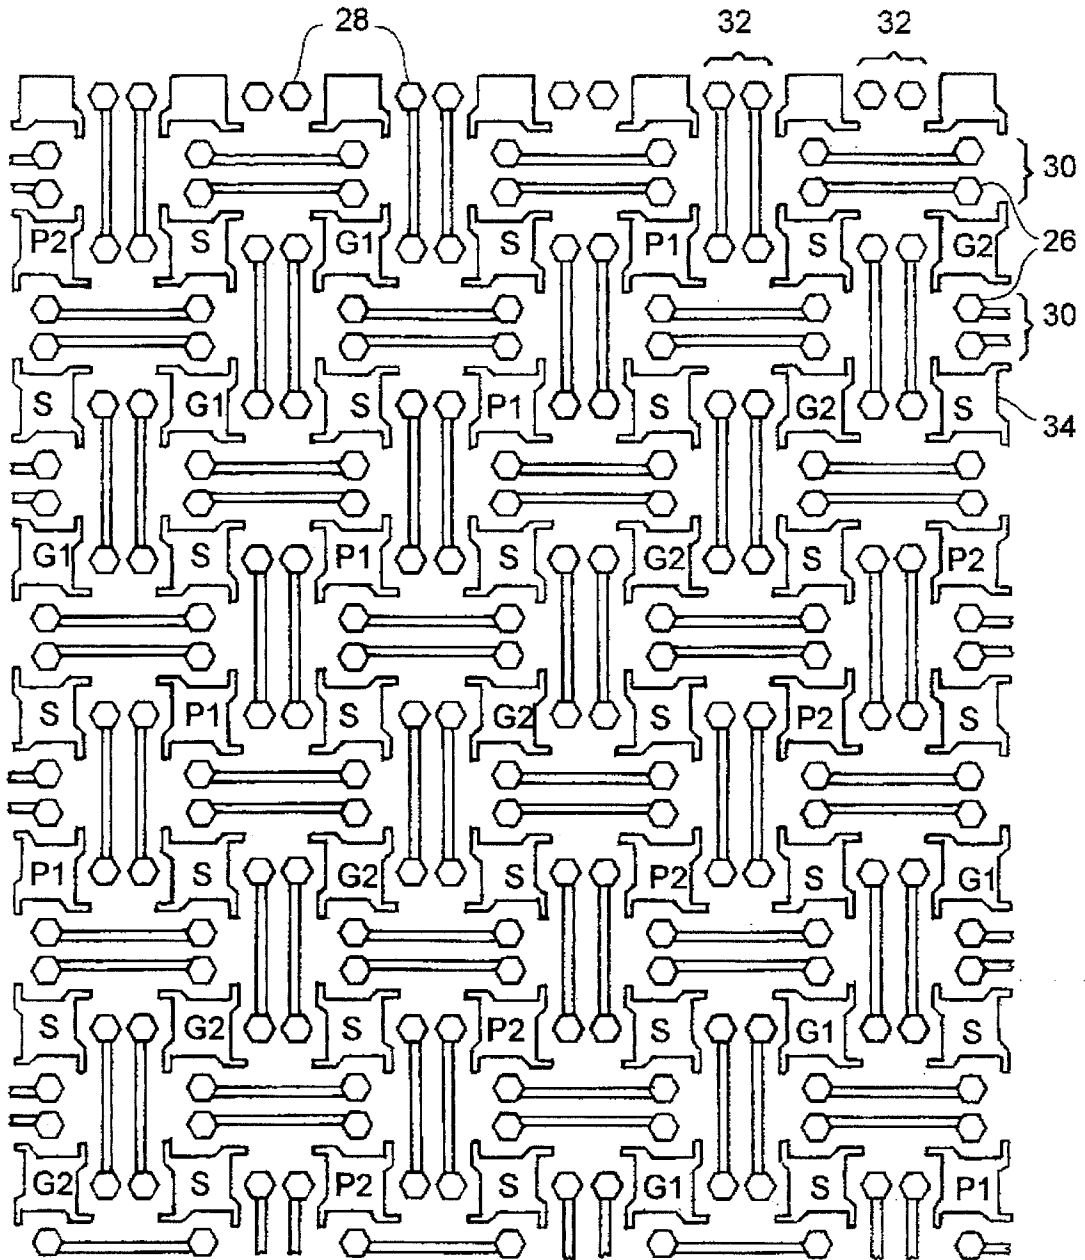 28 32 32
30
P2 S G1 S P1 S G2
26
30
S G1 S P1 S G2 S
34
G1 S P1 S G2 S P2
S P1 S G2 S P2 S
P1 S G2 S P2 S G1
S G2 S P2 S G1 S
G2 S P2 S G1 S P1